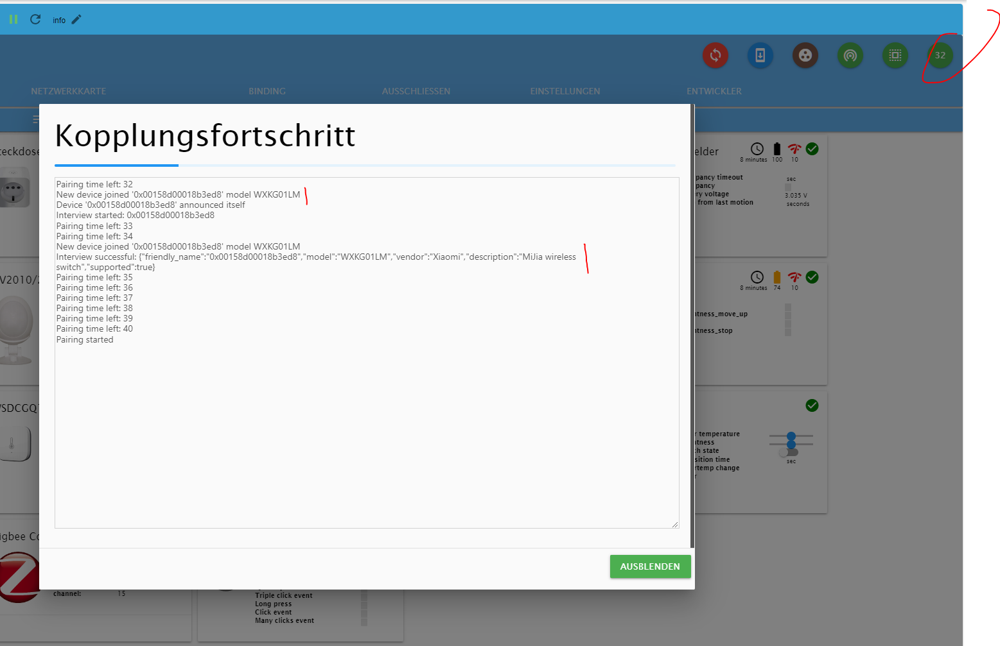 info
32
NETZWERKKARTE BINDING AUSSCHLIESSEN EINSTELLUNGEN ENTWICKLER
Kopplungsfortschritt
Pairing time left: 32
New device joined '0x00158d00018b3ed8' model WXKG01LM
Device '0x00158d00018b3ed8' announced itself
Interview started: 0x00158d00018b3ed8
Pairing time left: 33
Pairing time left: 34
New device joined '0x00158d00018b3ed8' model WXKG01LM
Interview successful: {"friendly_name":"0x00158d00018b3ed8","model":"WXKG01LM","vendor":"Xiaomi","description":"MiJia wireless
switch","supported":true}
Pairing time left: 35
Pairing time left: 36
Pairing time left: 37
Pairing time left: 38
Pairing time left: 39
Pairing time left: 40
Pairing started
AUSBLENDEN
teckdose
V2010/2
SDCGQ
igbee Co
channel: 15
Triple click event
Long press
Click event
Many clicks event
elder
8 minutes 100 10
pancy timeout sec
pancy
ry voltage 3.035 V
from last motion seconds
8 minutes 74 10
tness_move_up
tness_stop
r temperature
tness
ch state
sition time sec
rtemp change
r